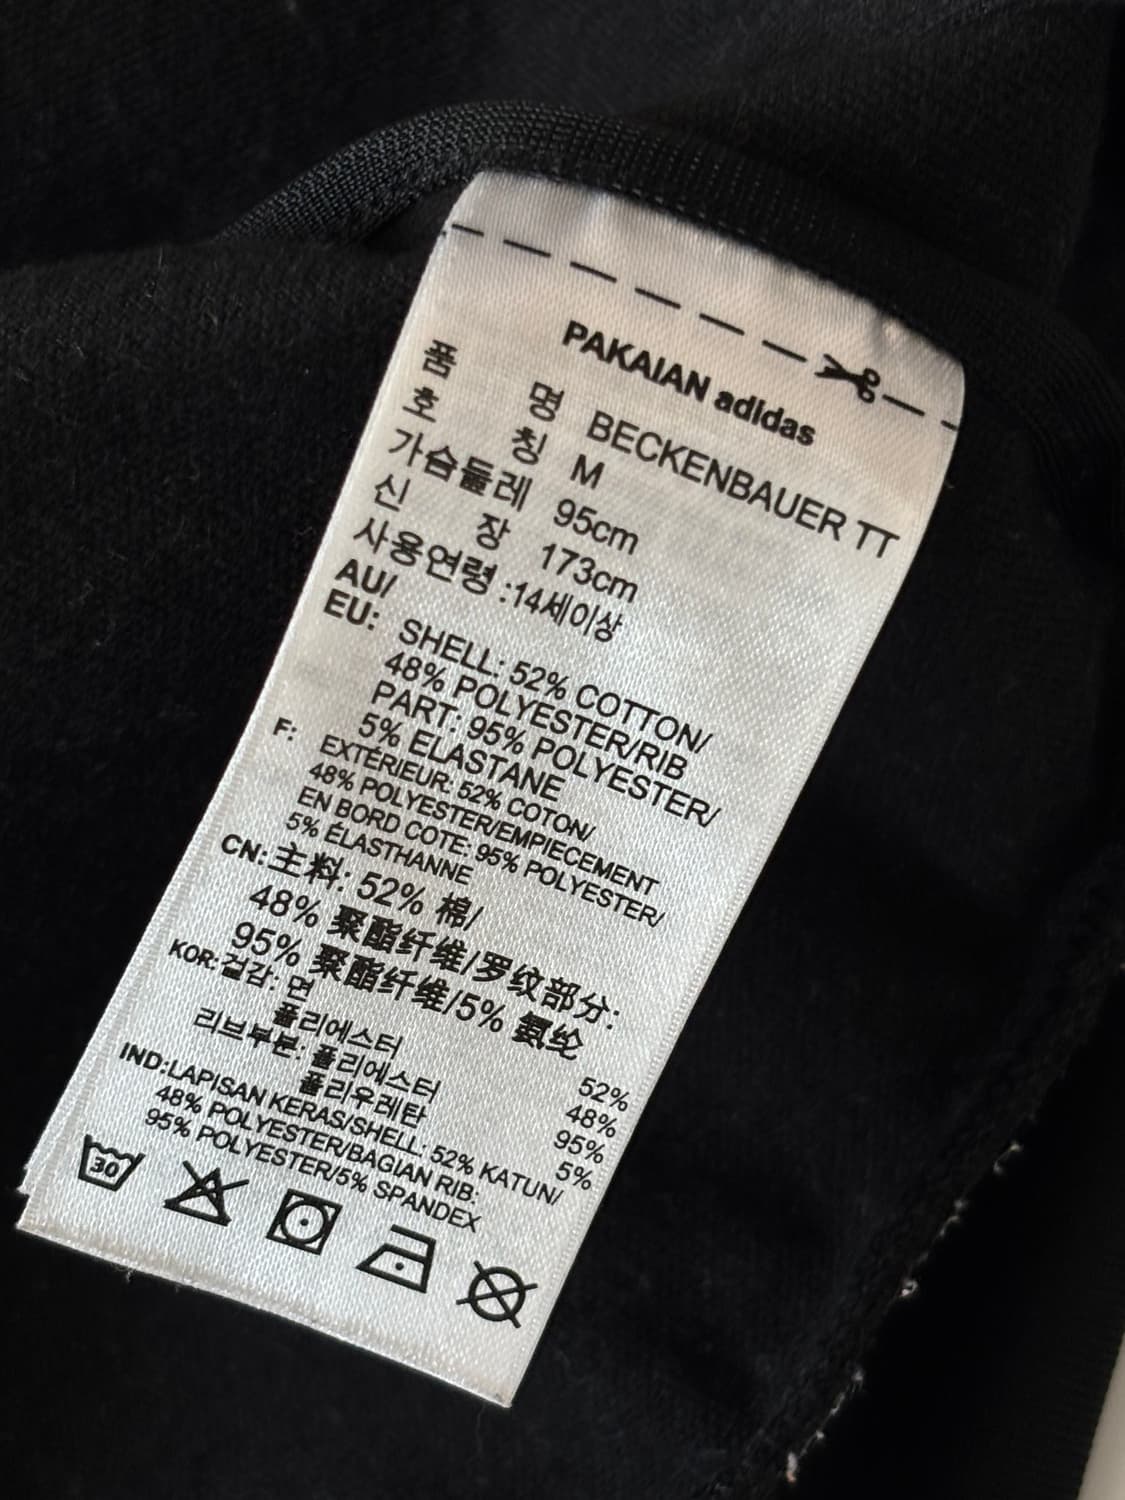 PAKAIAN adidas
품 명 BECKENBAUER TT
호 칭 M
가슴둘레 95cm
신 장 173cm
사용연령 :14세이상
AU/
EU: SHELL: 52% COTTON/
48% POLYESTER/RIB
PART: 95% POLYESTER/
5% ELASTANE
F: EXTÉRIEUR: 52% COTON/
48% POLYESTER/EMPIECEMENT
EN BORD COTE: 95% POLYESTER/
5% ÉLASTHANNE
CN:主料: 52% 棉/
48% 聚酯纤维/罗纹部分:
95% 聚酯纤维/5% 氨纶
KOR:겉감: 면 52%
폴리에스터 48%
리브부분: 폴리에스터 95%
폴리우레탄 5%
IND:LAPISAN KERAS/SHELL: 52% KATUN/
48% POLYESTER/BAGIAN RIB:
95% POLYESTER/5% SPANDEX
30